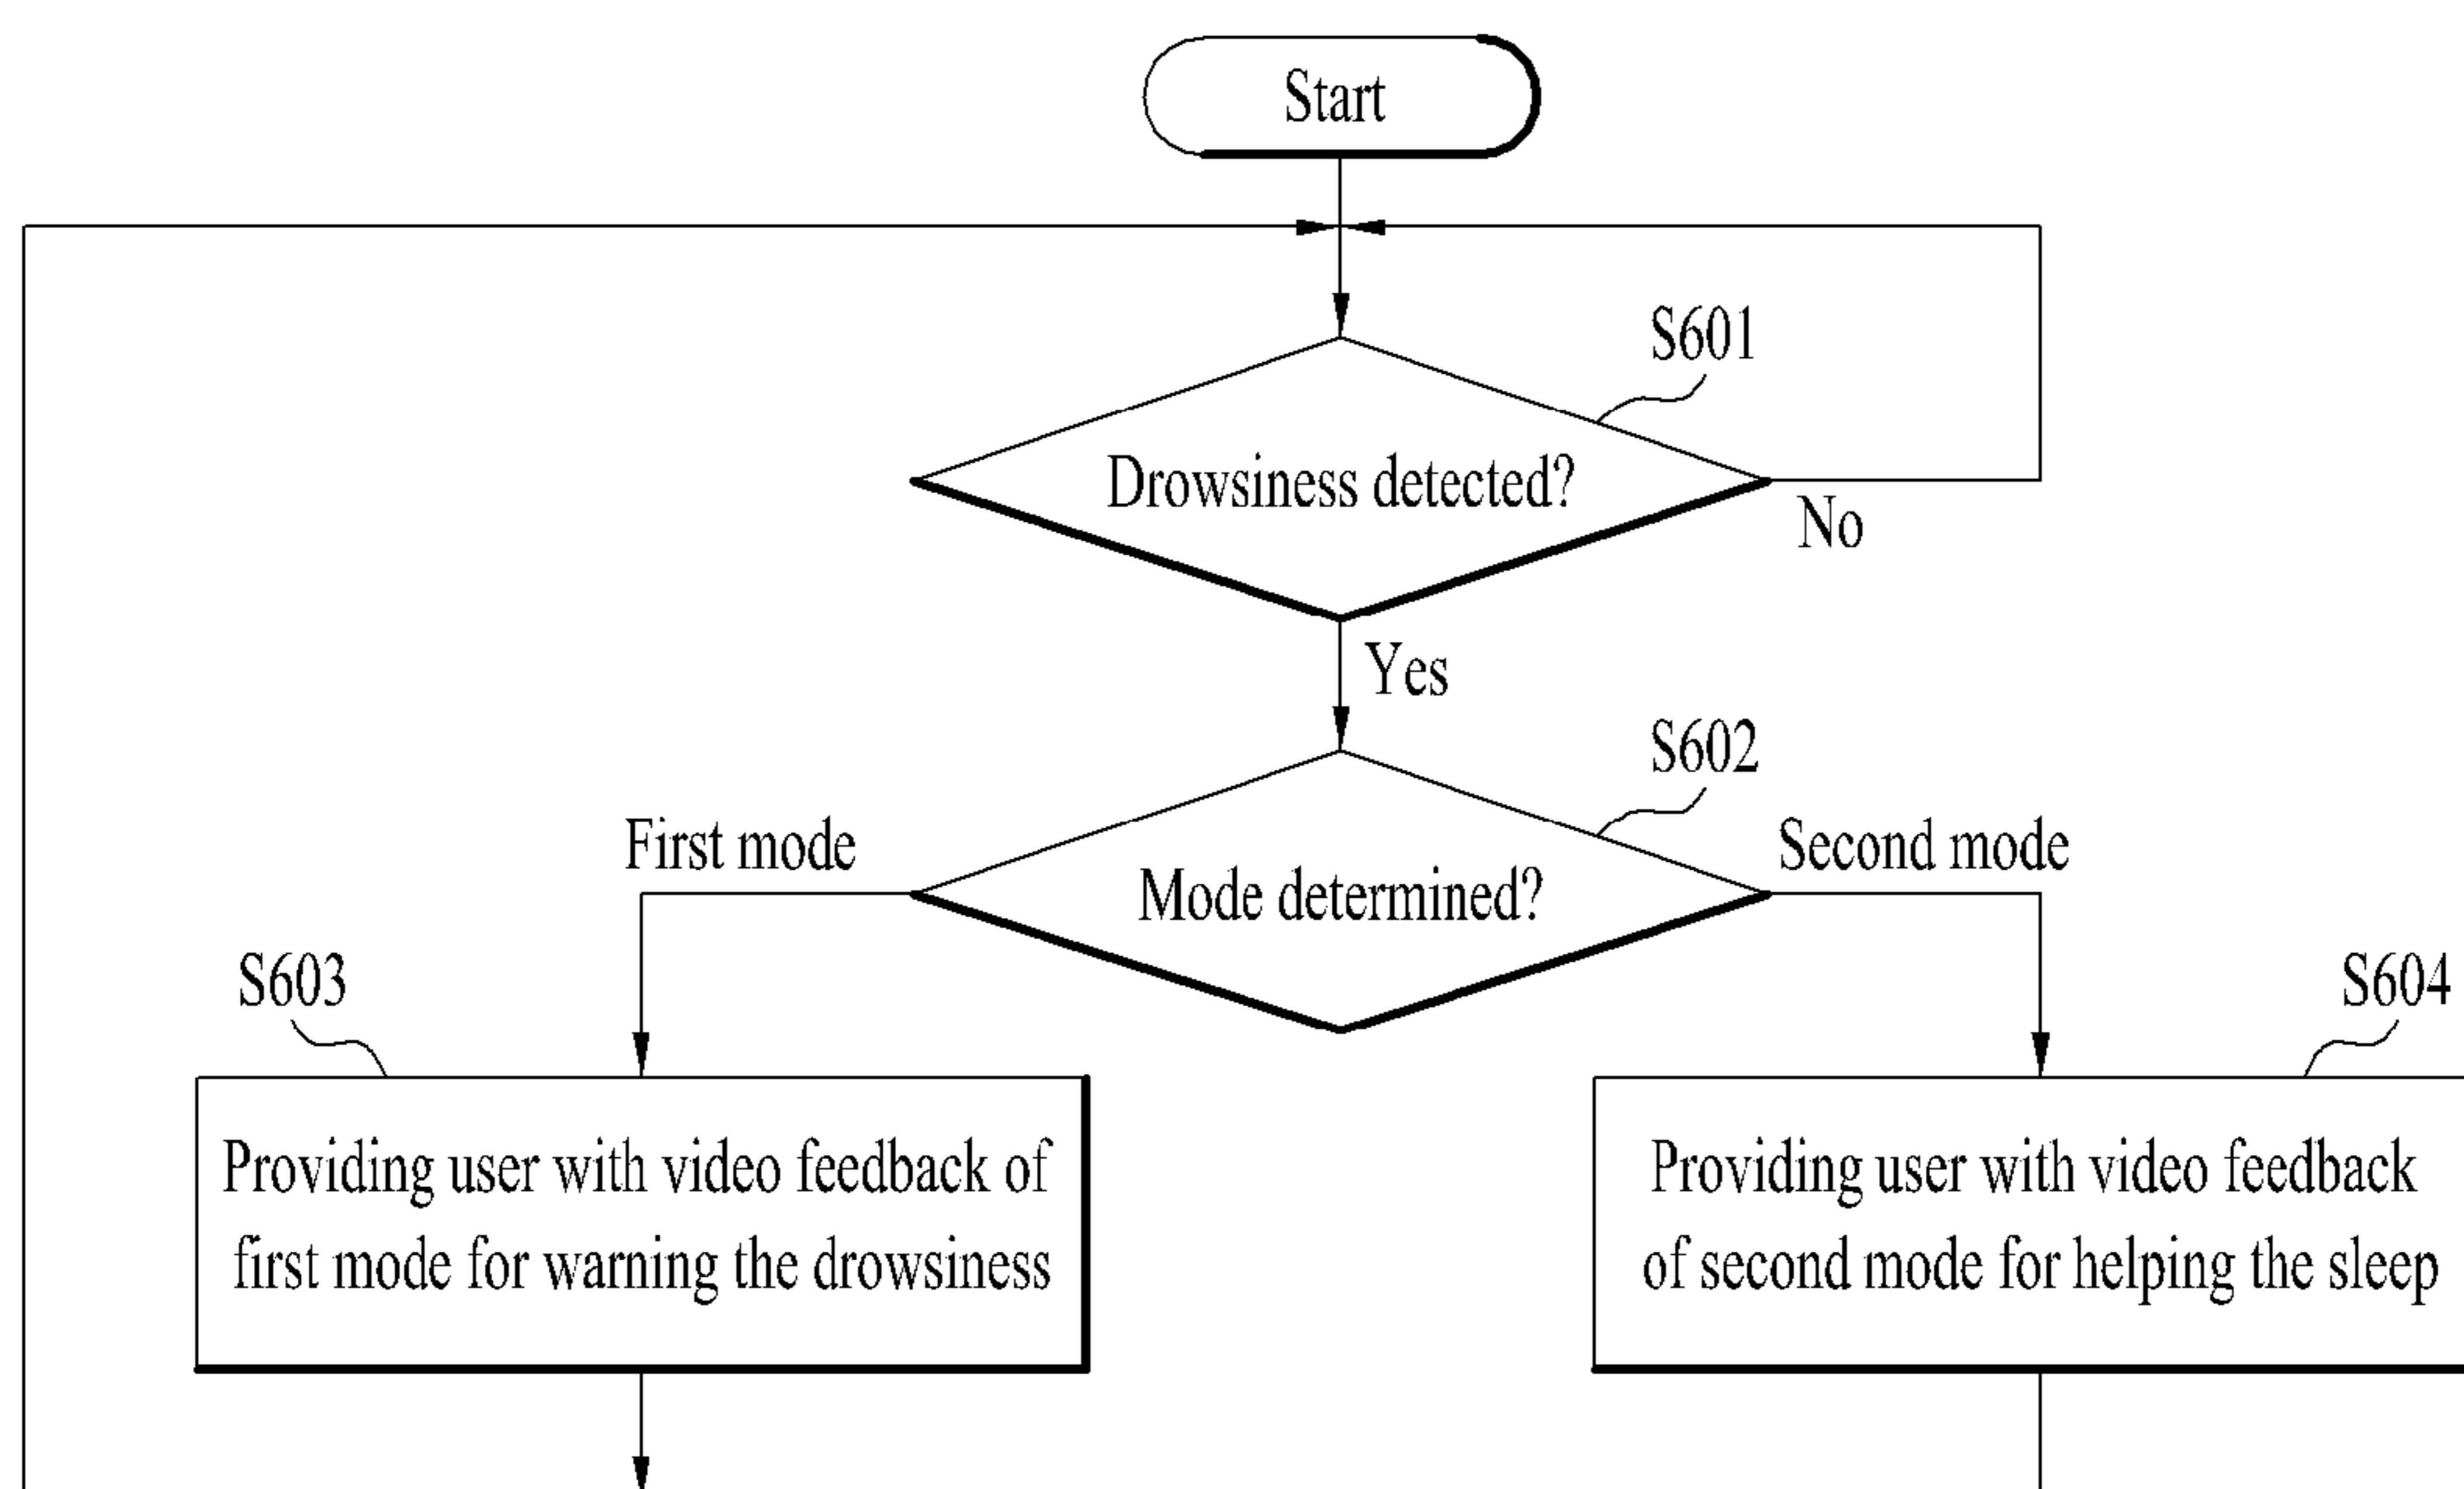 Start
S601
Drowsiness detected?
No
Yes
S602
First mode
Second mode
Mode determined?
S603
S604
Providing user with video feedback of
first mode for warning the drowsiness
Providing user with video feedback
of second mode for helping the sleep